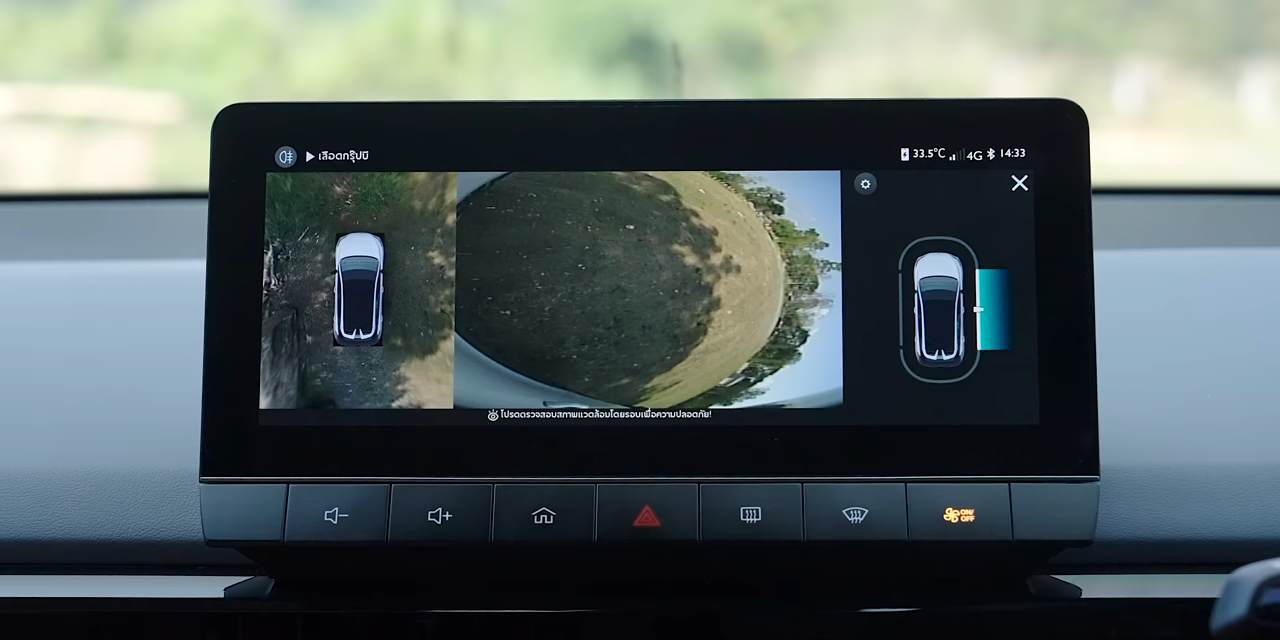 เลือดกรุ๊ปบี
33.5°C 4G 14:33
โปรดตรวจสอบสภาพแวดล้อมโดยรอบเพื่อความปลอดภัย!
ON/
OFF